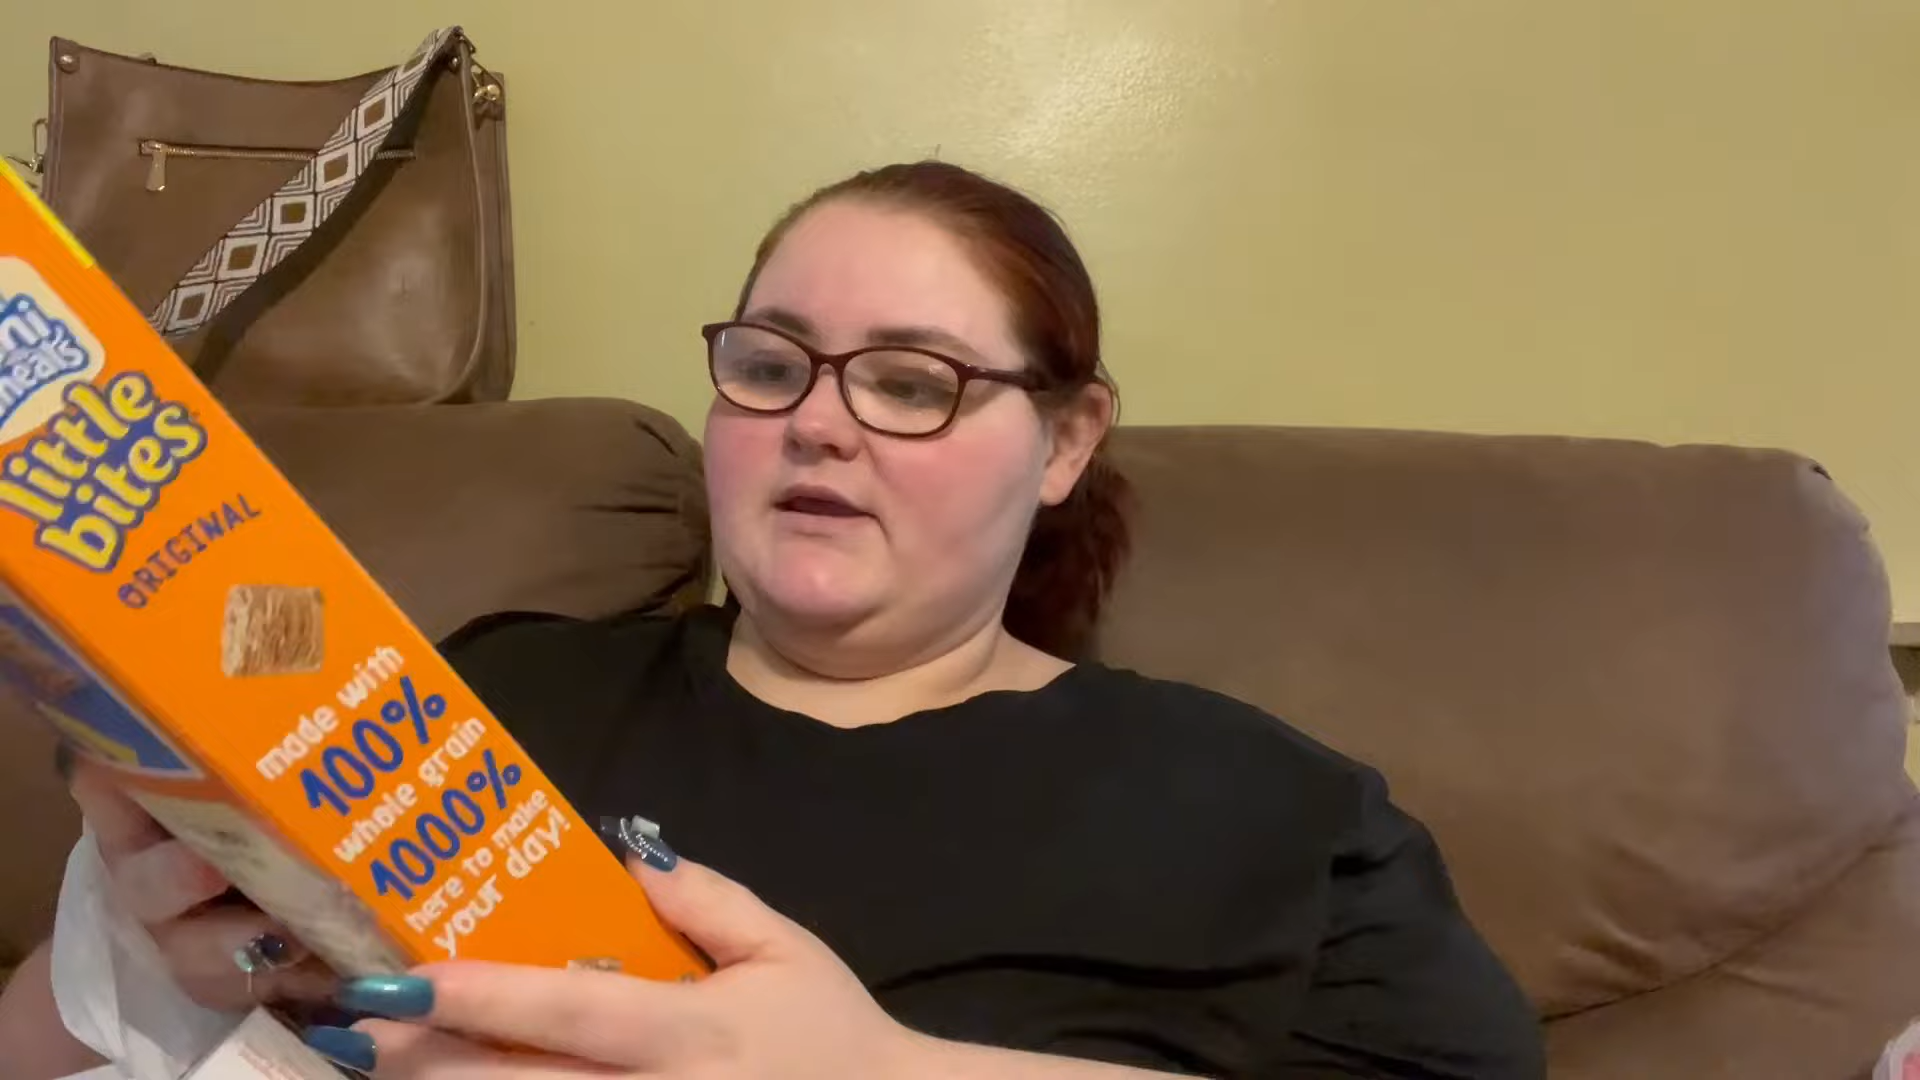 little
bites
ORIGINAL
made with
100%
whole grain
1000%
here to make
your day!